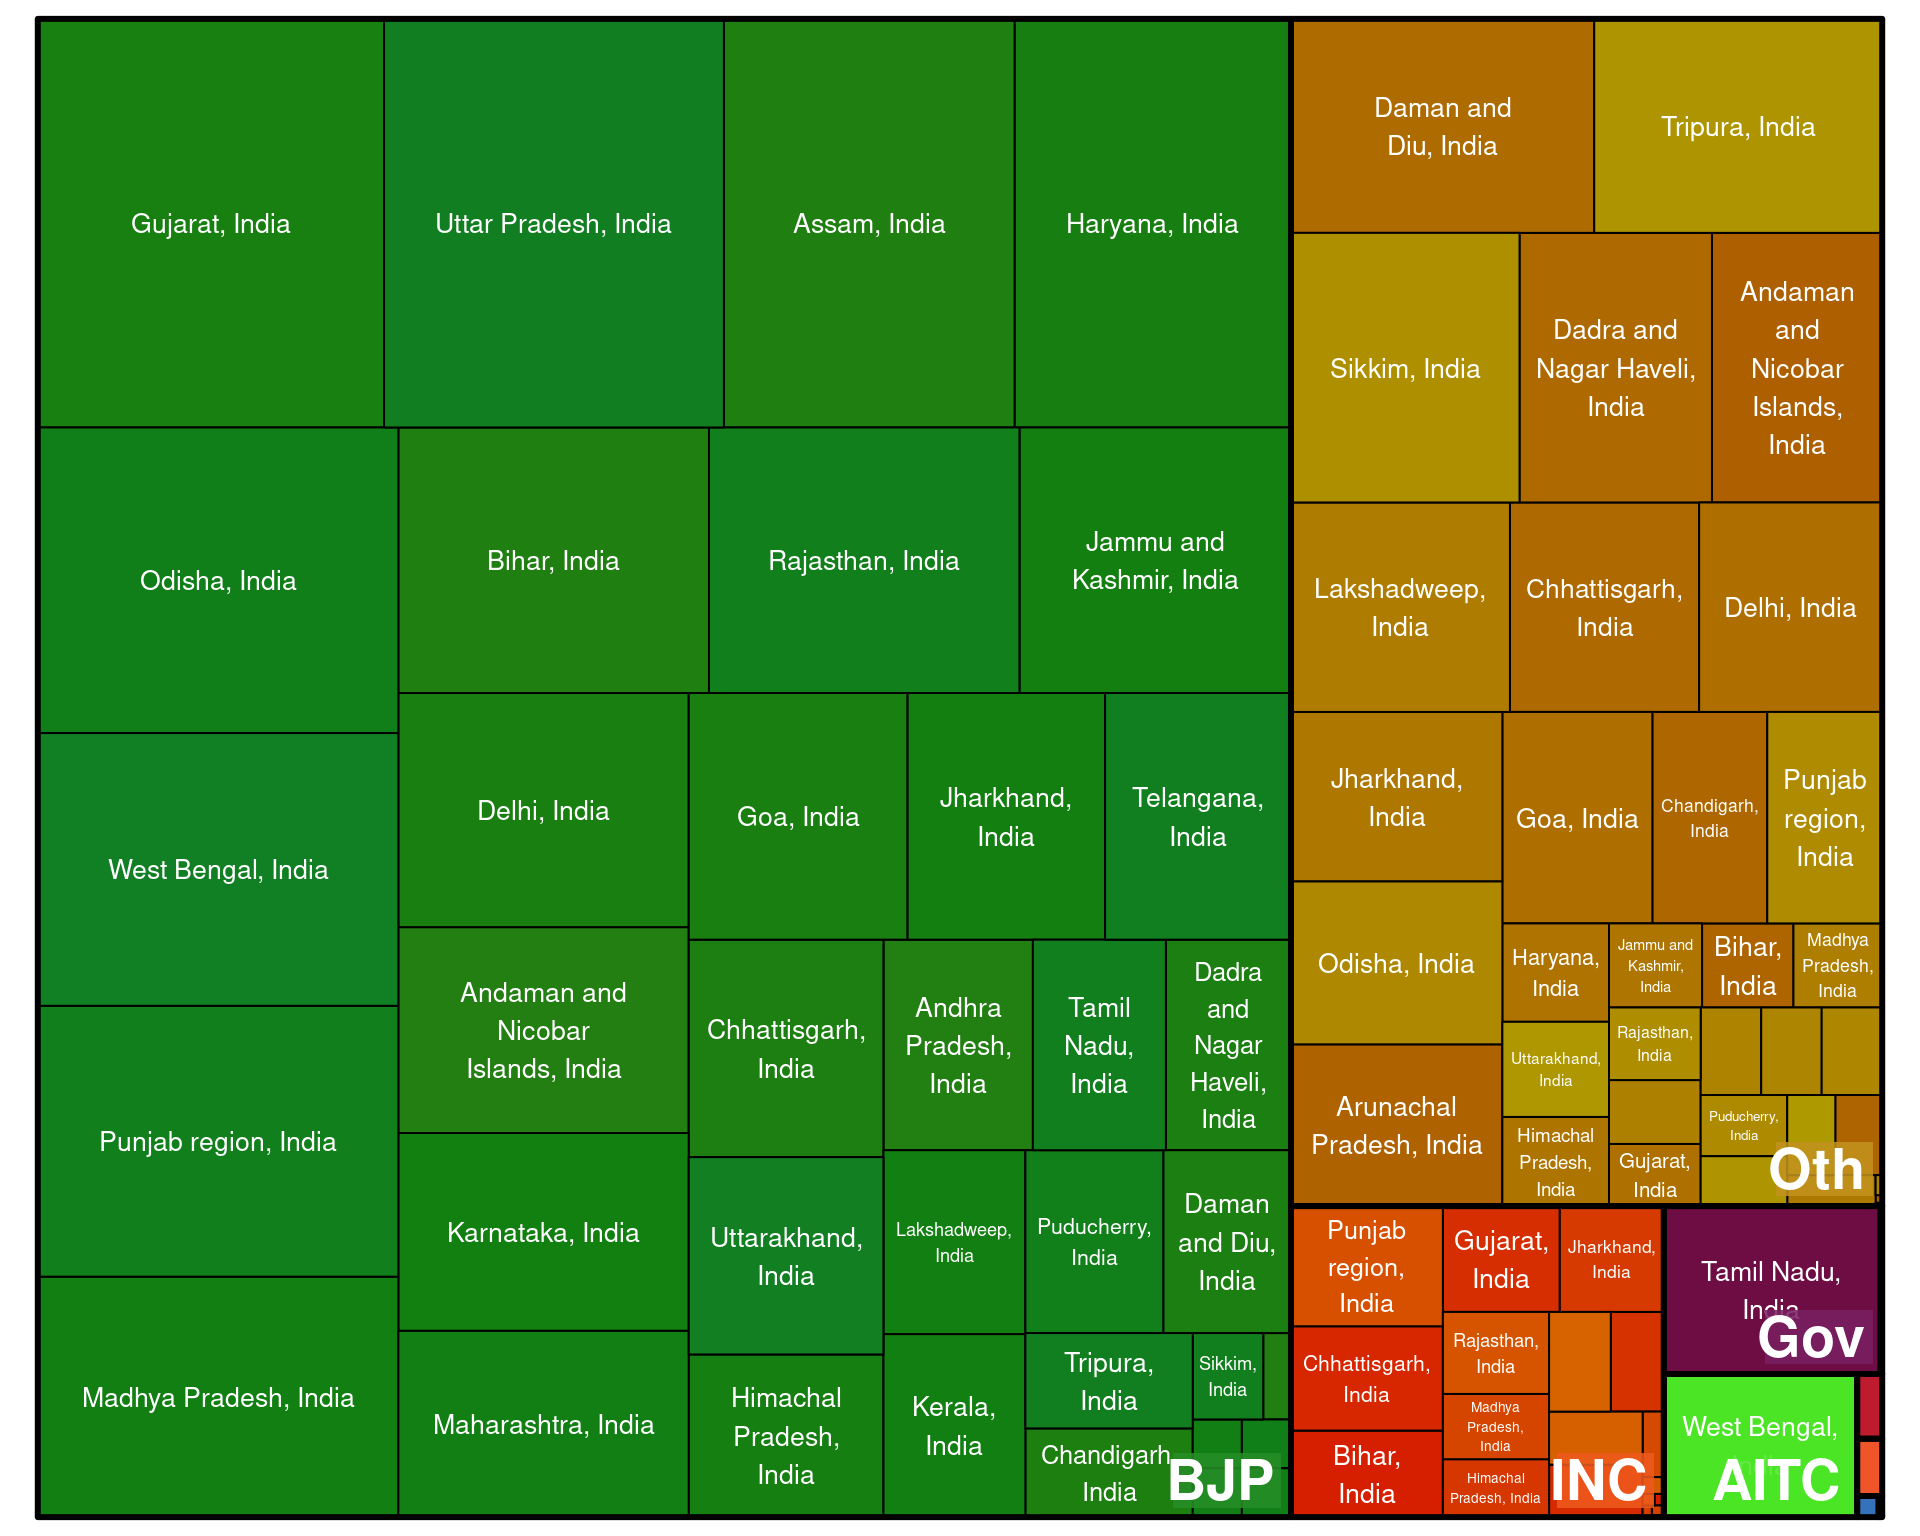 Gujarat, India
Uttar Pradesh, India
Assam, India
Haryana, India
Odisha, India
Bihar, India
Rajasthan, India
Jammu and
Kashmir, India
West Bengal, India
Delhi, India
Goa, India
Jharkhand,
India
Telangana,
India
Punjab region, India
Andaman and
Nicobar
Islands, India
Chhattisgarh,
India
Andhra
Pradesh,
India
Tamil
Nadu,
India
Dadra
and
Nagar
Haveli,
India
Karnataka, India
Uttarakhand,
India
Lakshadweep,
India
Puducherry,
India
Daman
and Diu,
India
Madhya Pradesh, India
Maharashtra, India
Himachal
Pradesh,
India
Kerala,
India
Tripura,
India
Sikkim,
India
Chandigarh
India
BJP
Daman and
Diu, India
Tripura, India
Sikkim, India
Dadra and
Nagar Haveli,
India
Andaman
and
Nicobar
Islands,
India
Lakshadweep,
India
Chhattisgarh,
India
Delhi, India
Jharkhand,
India
Goa, India
Chandigarh,
India
Punjab
region,
India
Odisha, India
Haryana,
India
Jammu and
Kashmir,
India
Bihar,
India
Madhya
Pradesh,
India
Arunachal
Pradesh, India
Uttarakhand,
India
Rajasthan,
India
Himachal
Pradesh,
India
Gujarat,
India
Puducherry,
India
Oth
Punjab
region,
India
Gujarat,
India
Jharkhand,
India
Chhattisgarh,
India
Rajasthan,
India
Madhya
Pradesh,
India
Bihar,
India
Himachal
Pradesh, India
INC
Tamil Nadu,
India
Gov
West Bengal,
India
AITC